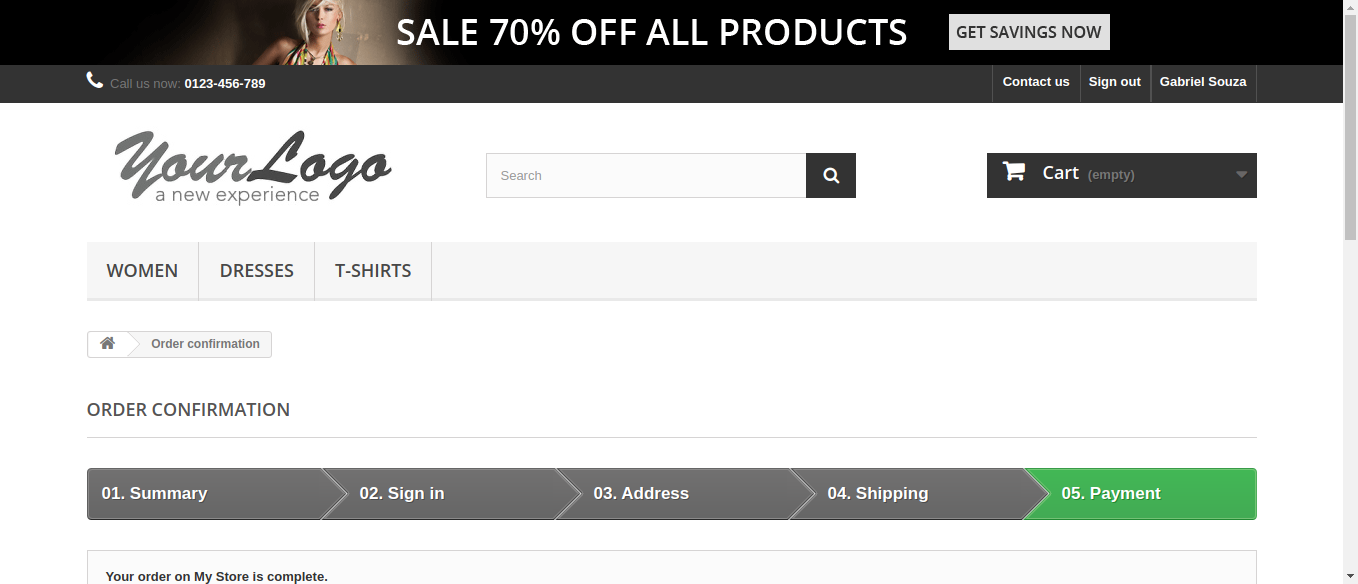 SALE 70% OFF ALL PRODUCTS GET SAVINGS NOW
Call us now: 0123-456-789 Contact us Sign out Gabriel Souza
YourLogo
a new experience
Search
Cart (empty)
WOMEN DRESSES T-SHIRTS
Order confirmation
ORDER CONFIRMATION
01. Summary 02. Sign in 03. Address 04. Shipping 05. Payment
Your order on My Store is complete.